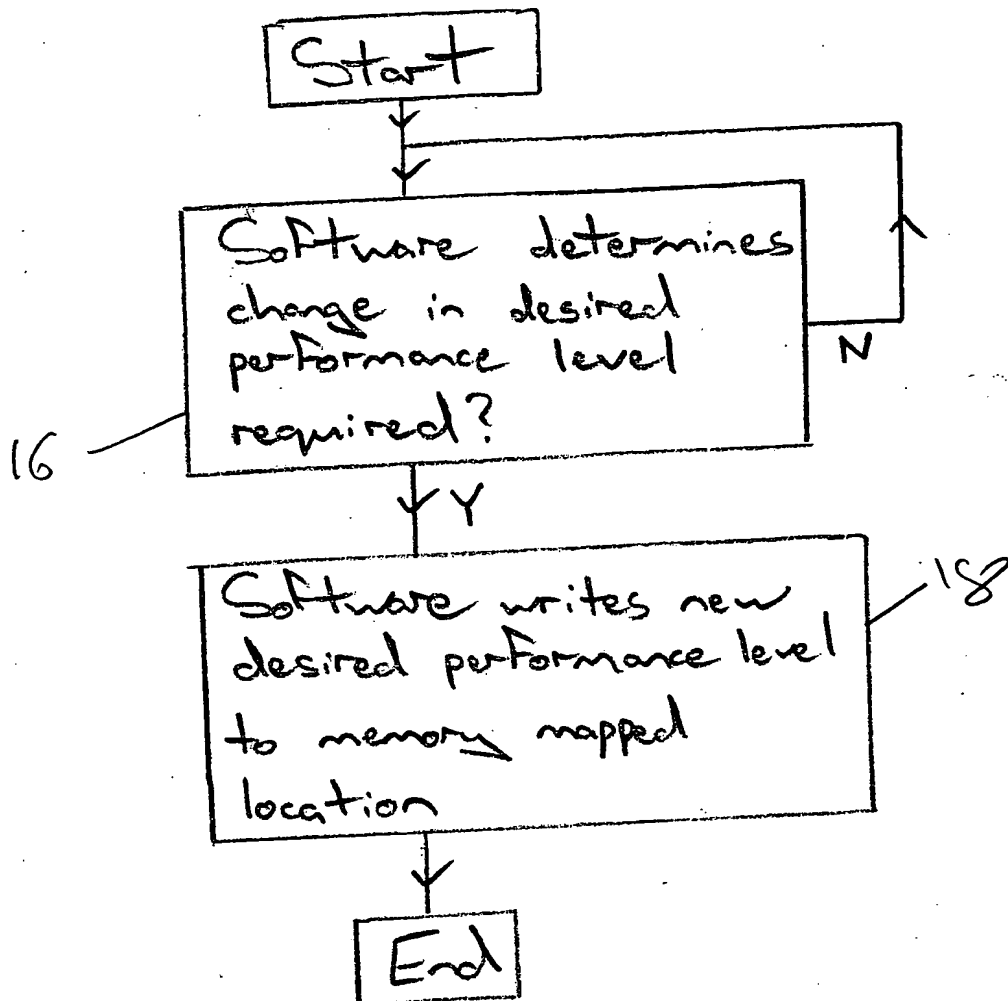 Start
Software determines
change in desired
performance level
required?
N
16
Y
Software writes new
desired performance level
to memory mapped
location
18
End